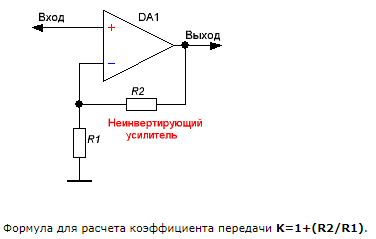 DA1
Вход
+
Выход
−
R2
Неинвертирующий
усилитель
R1
Формула для расчета коэффициента передачи K=1+(R2/R1).